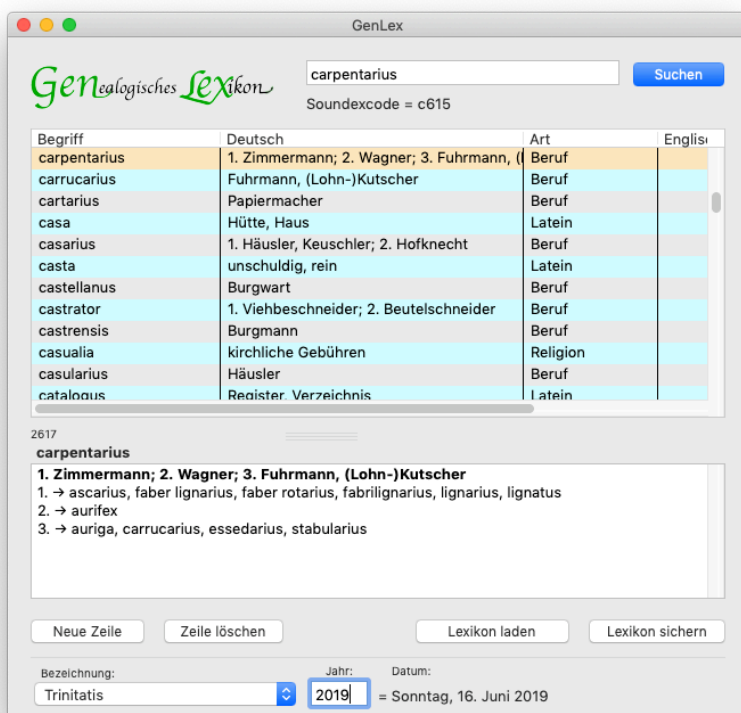 GenLex
Genealogisches Lexikon
carpentarius
Suchen
Soundexcode = c615
Begriff Deutsch Art Englisc
carpentarius 1. Zimmermann; 2. Wagner; 3. Fuhrmann, (l Beruf
carrucarius Fuhrmann, (Lohn-)Kutscher Beruf
cartarius Papiermacher Beruf
casa Hütte, Haus Latein
casarius 1. Häusler, Keuschler; 2. Hofknecht Beruf
casta unschuldig, rein Latein
castellanus Burgwart Beruf
castrator 1. Viehbeschneider; 2. Beutelschneider Beruf
castrensis Burgmann Beruf
casualia kirchliche Gebühren Religion
casularius Häusler Beruf
catalogus Register, Verzeichnis Latein
2617
carpentarius
1. Zimmermann; 2. Wagner; 3. Fuhrmann, (Lohn-)Kutscher
1. → ascarius, faber lignarius, faber rotarius, fabrilignarius, lignarius, lignatus
2. → aurifex
3. → auriga, carrucarius, essedarius, stabularius
Neue Zeile
Zeile löschen
Lexikon laden
Lexikon sichern
Bezeichnung: Jahr: Datum:
Trinitatis 2019 = Sonntag, 16. Juni 2019